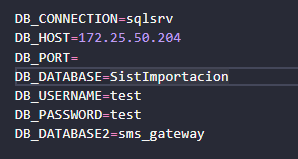 DB_CONNECTION=sqlsrv
DB_HOST=172.25.50.204
DB_PORT=
DB_DATABASE=SistImportacion
DB_USERNAME=test
DB_PASSWORD=test
DB_DATABASE2=sms_gateway